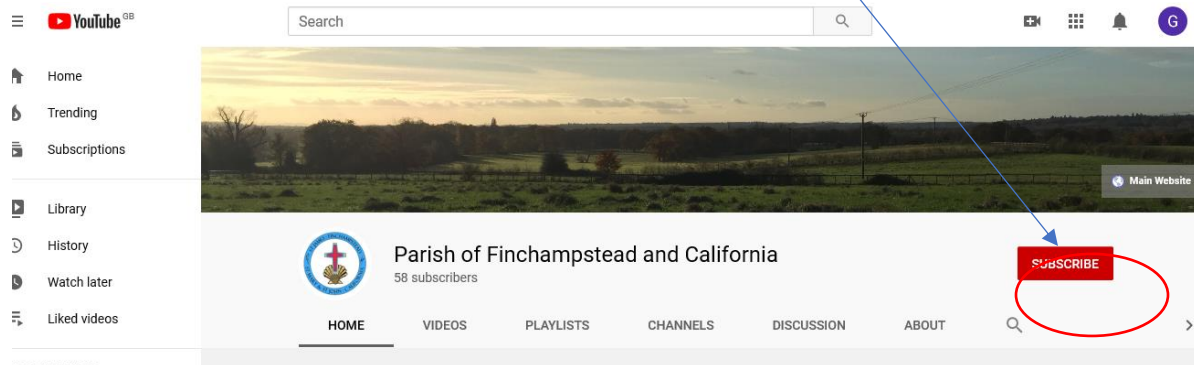 YouTube GB
Search
G
Home
Trending
Subscriptions
Library
History
Watch later
Liked videos
Main Website
Parish of Finchampstead and California
58 subscribers
SUBSCRIBE
HOME VIDEOS PLAYLISTS CHANNELS DISCUSSION ABOUT